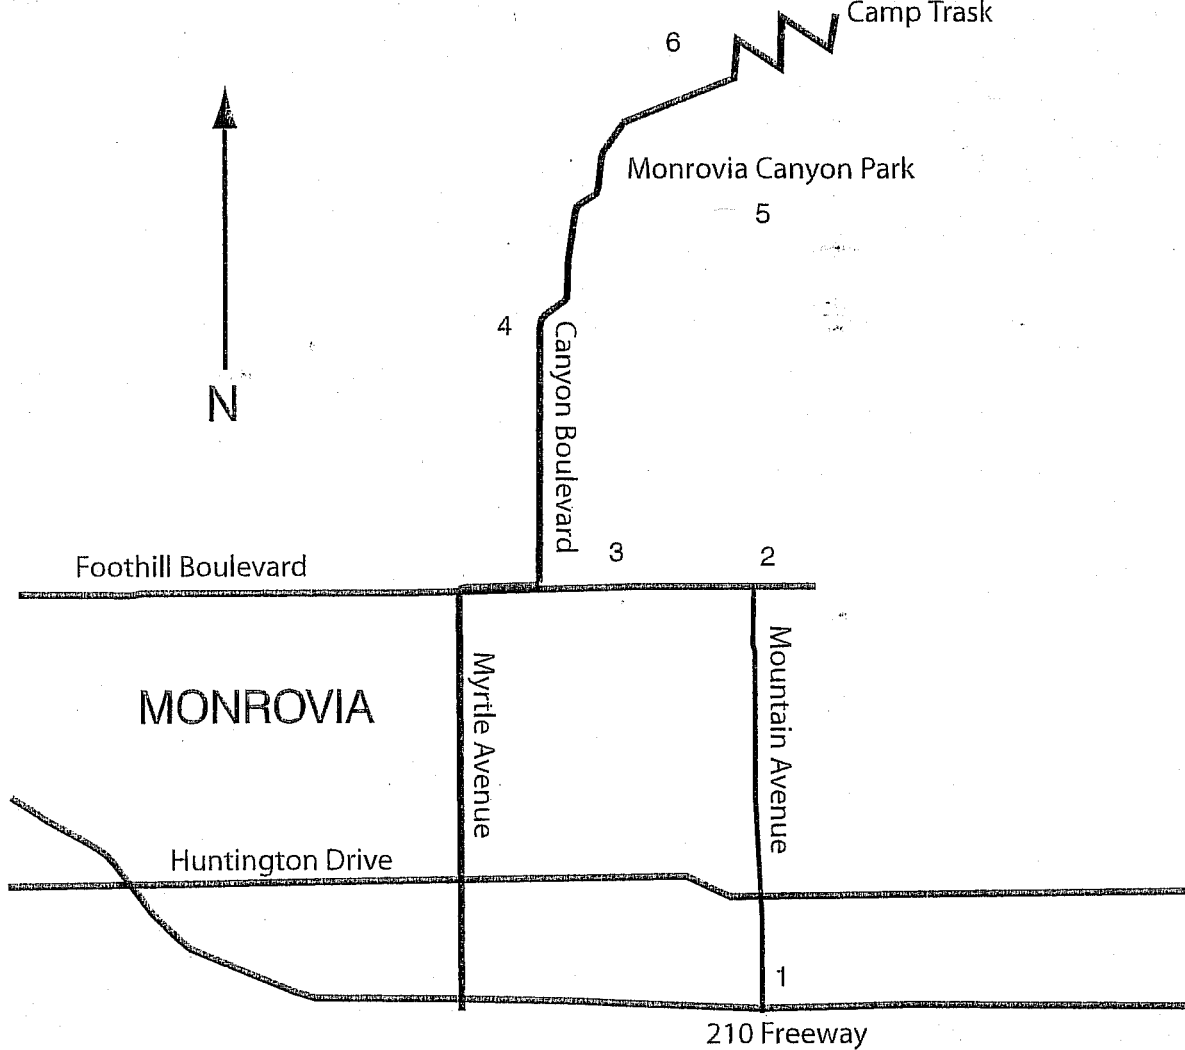 Camp Trask
6
Monrovia Canyon Park
5
4
Canyon Boulevard
N
3
2
Foothill Boulevard
MONROVIA
Myrtle Avenue
Mountain Avenue
Huntington Drive
1
210 Freeway